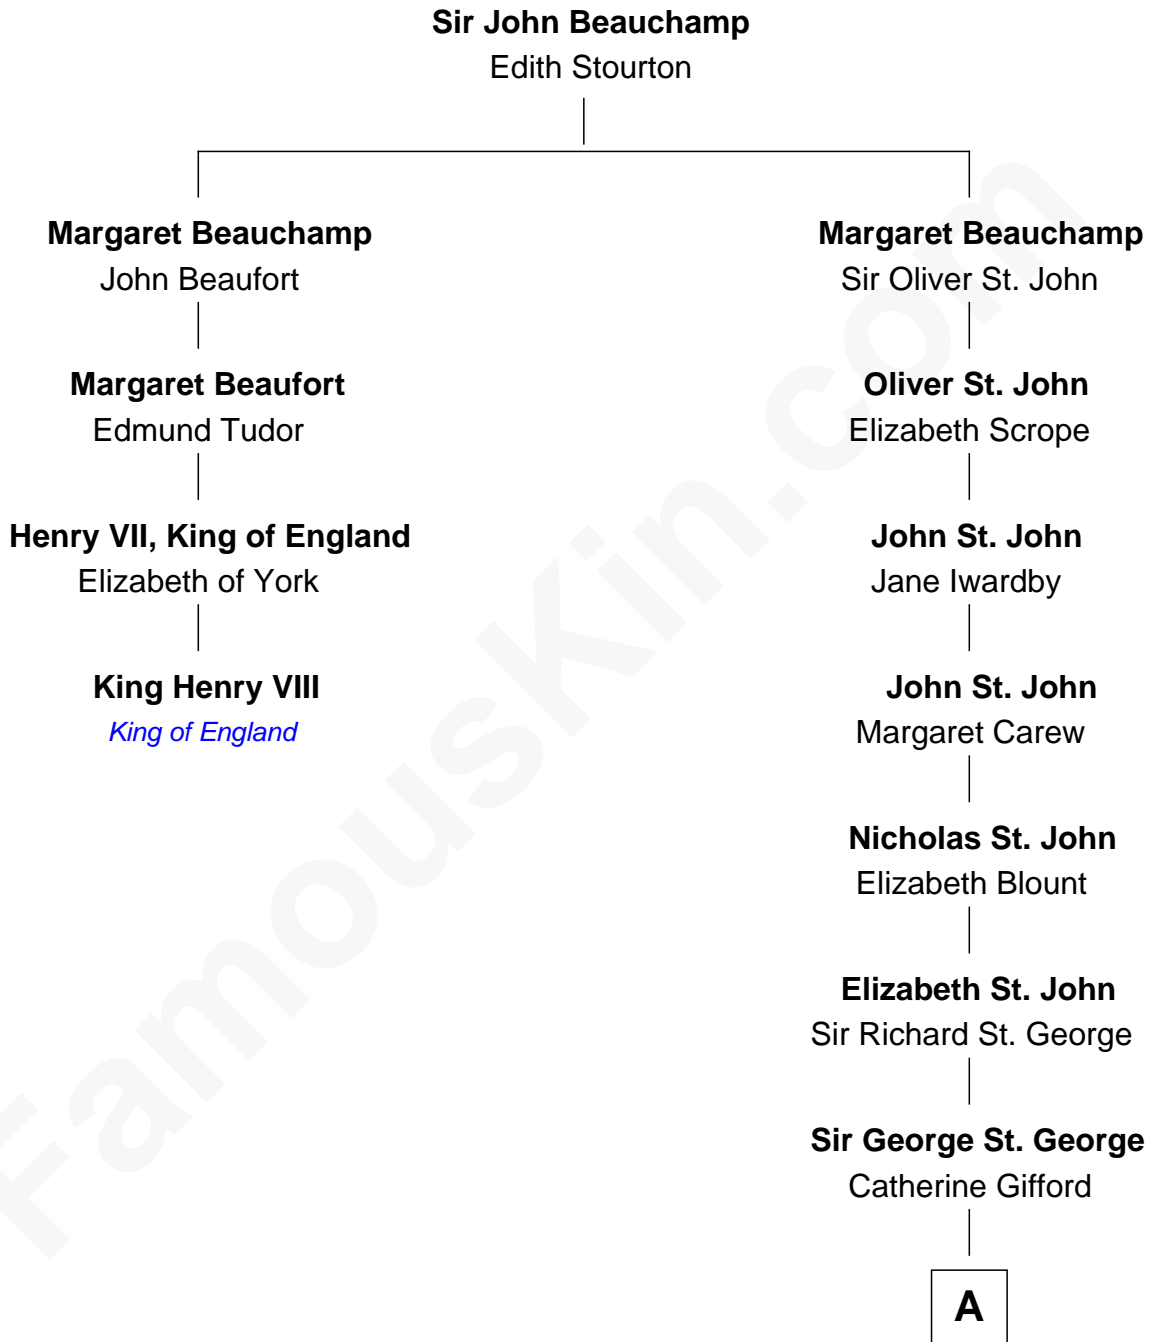 Sir John Beauchamp
Edith Stourton
Margaret Beauchamp
John Beaufort
Margaret Beaufort
Edmund Tudor
Henry VII, King of England
Elizabeth of York
King Henry VIII
King of England
Margaret Beauchamp
Sir Oliver St. John
Oliver St. John
Elizabeth Scrope
John St. John
Jane Iwardby
John St. John
Margaret Carew
Nicholas St. John
Elizabeth Blount
Elizabeth St. John
Sir Richard St. George
Sir George St. George
Catherine Gifford
A
FamousKin.com